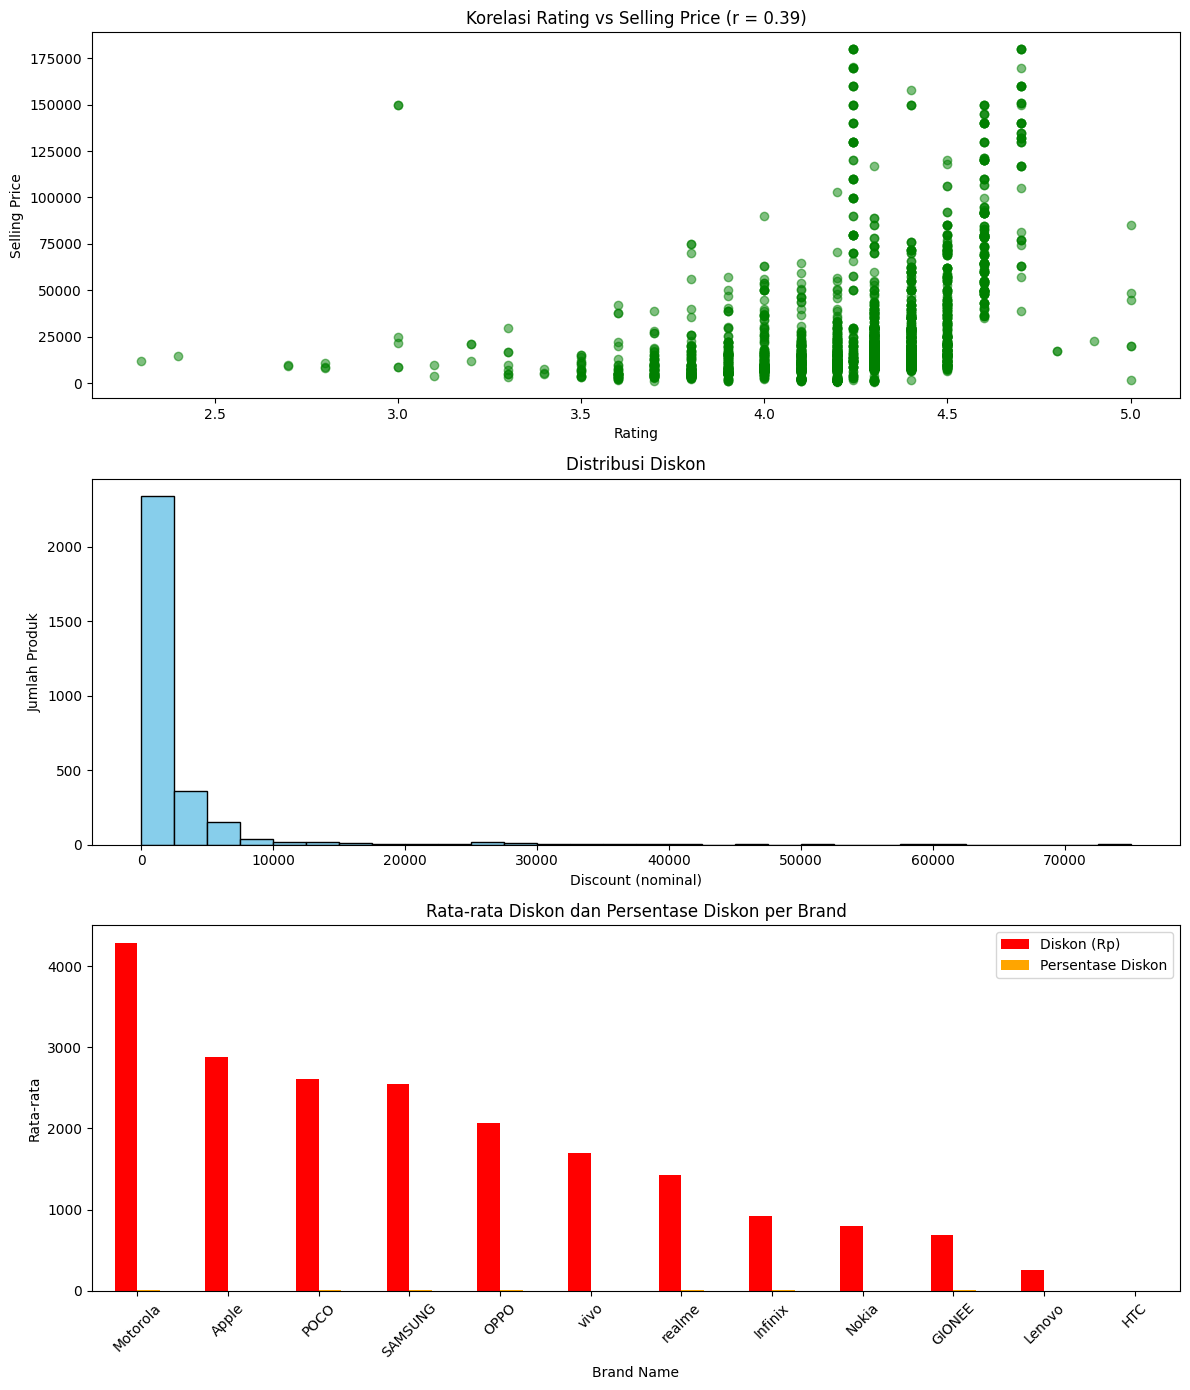 Korelasi Rating vs Selling Price (r = 0.39)
175000
150000
125000
100000
75000
50000
25000
0
Selling Price
2.5 3.0 3.5 4.0 4.5 5.0
Rating
Distribusi Diskon
2000
1500
1000
500
0
Jumlah Produk
0 10000 20000 30000 40000 50000 60000 70000
Discount (nominal)
Rata-rata Diskon dan Persentase Diskon per Brand
Diskon (Rp)
Persentase Diskon
4000
3000
2000
1000
0
Rata-rata
Motorola Apple POCO SAMSUNG OPPO vivo realme Infinix Nokia GIONEE Lenovo HTC
Brand Name